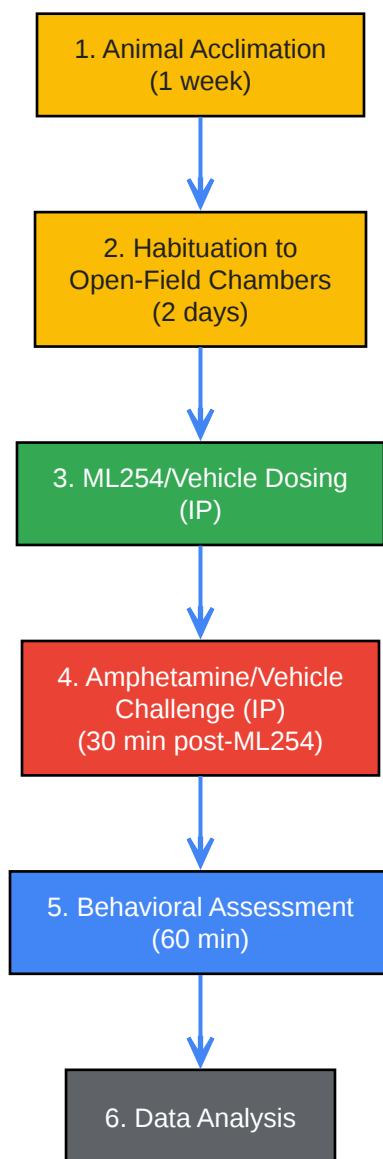 1. Animal Acclimation
(1 week)
2. Habituation to
Open-Field Chambers
(2 days)
3. ML254/Vehicle Dosing
(IP)
4. Amphetamine/Vehicle
Challenge (IP)
(30 min post-ML254)
5. Behavioral Assessment
(60 min)
6. Data Analysis